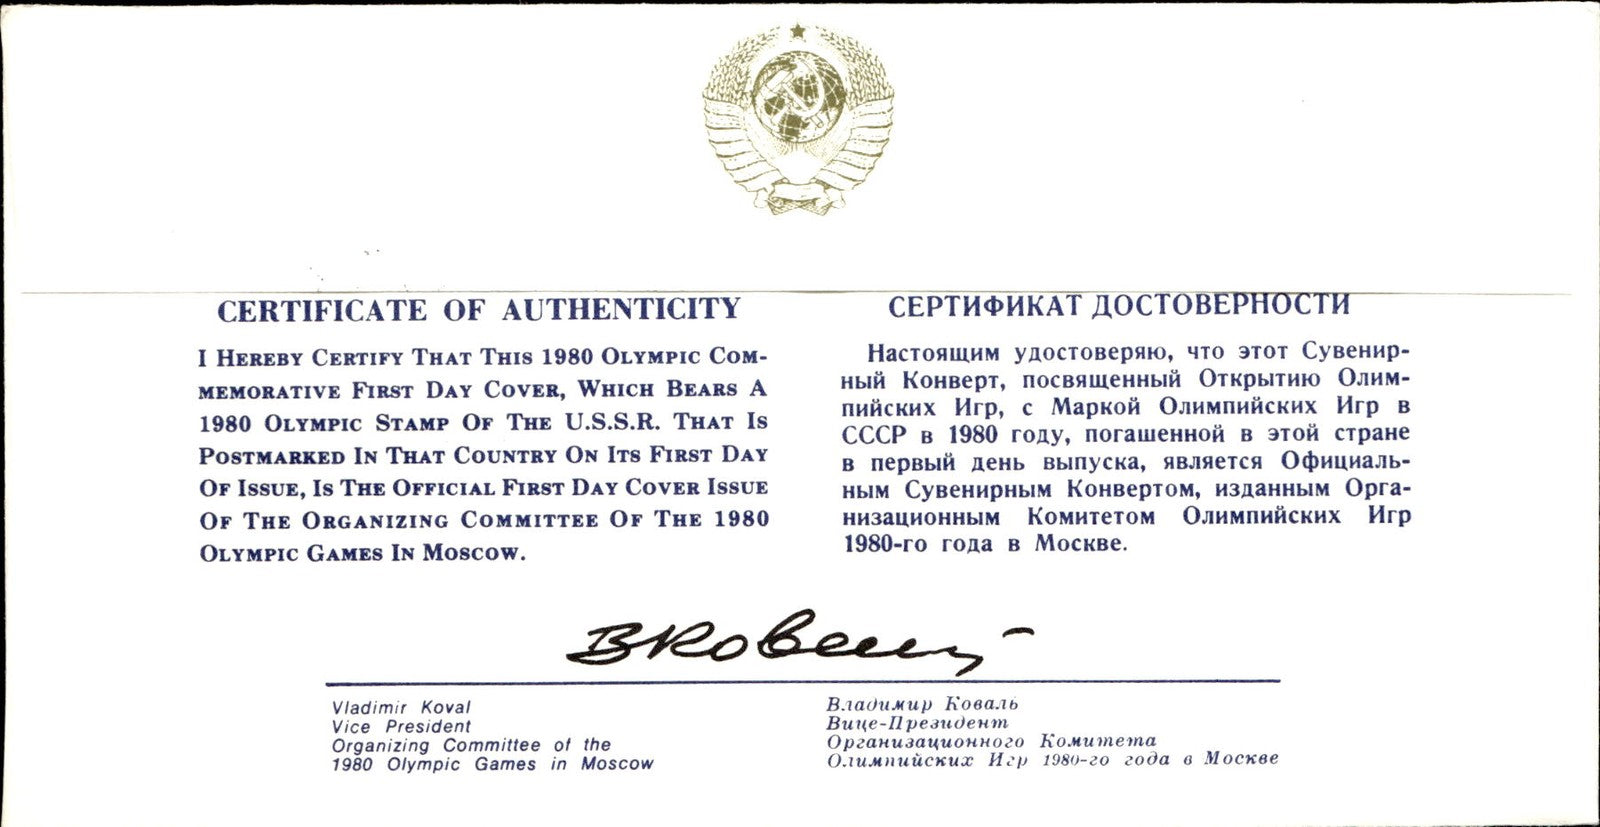 CERTIFICATE OF AUTHENTICITY
I HEREBY CERTIFY THAT THIS 1980 OLYMPIC COM-
MEMORATIVE FIRST DAY COVER, WHICH BEARS A
1980 OLYMPIC STAMP OF THE U.S.S.R. THAT IS
POSTMARKED IN THAT COUNTRY ON ITS FIRST DAY
OF ISSUE, IS THE OFFICIAL FIRST DAY COVER ISSUE
OF THE ORGANIZING COMMITTEE OF THE 1980
OLYMPIC GAMES IN MOSCOW.
СЕРТИФИКАТ ДОСТОВЕРНОСТИ
Настоящим удостоверяю, что этот Сувенир-
ный Конверт, посвященный Открытию Олим-
пийских Игр, с Маркой Олимпийских Игр в
СССР в 1980 году, погашенной в этой стране
в первый день выпуска, является Официаль-
ным Сувенирным Конвертом, изданным Орга-
низационным Комитетом Олимпийских Игр
1980-го года в Москве.
ВКоваль
Vladimir Koval
Vice President
Organizing Committee of the
1980 Olympic Games in Moscow
Владимир Коваль
Вице-Президент
Организационного Комитета
Олимпийских Игр 1980-го года в Москве